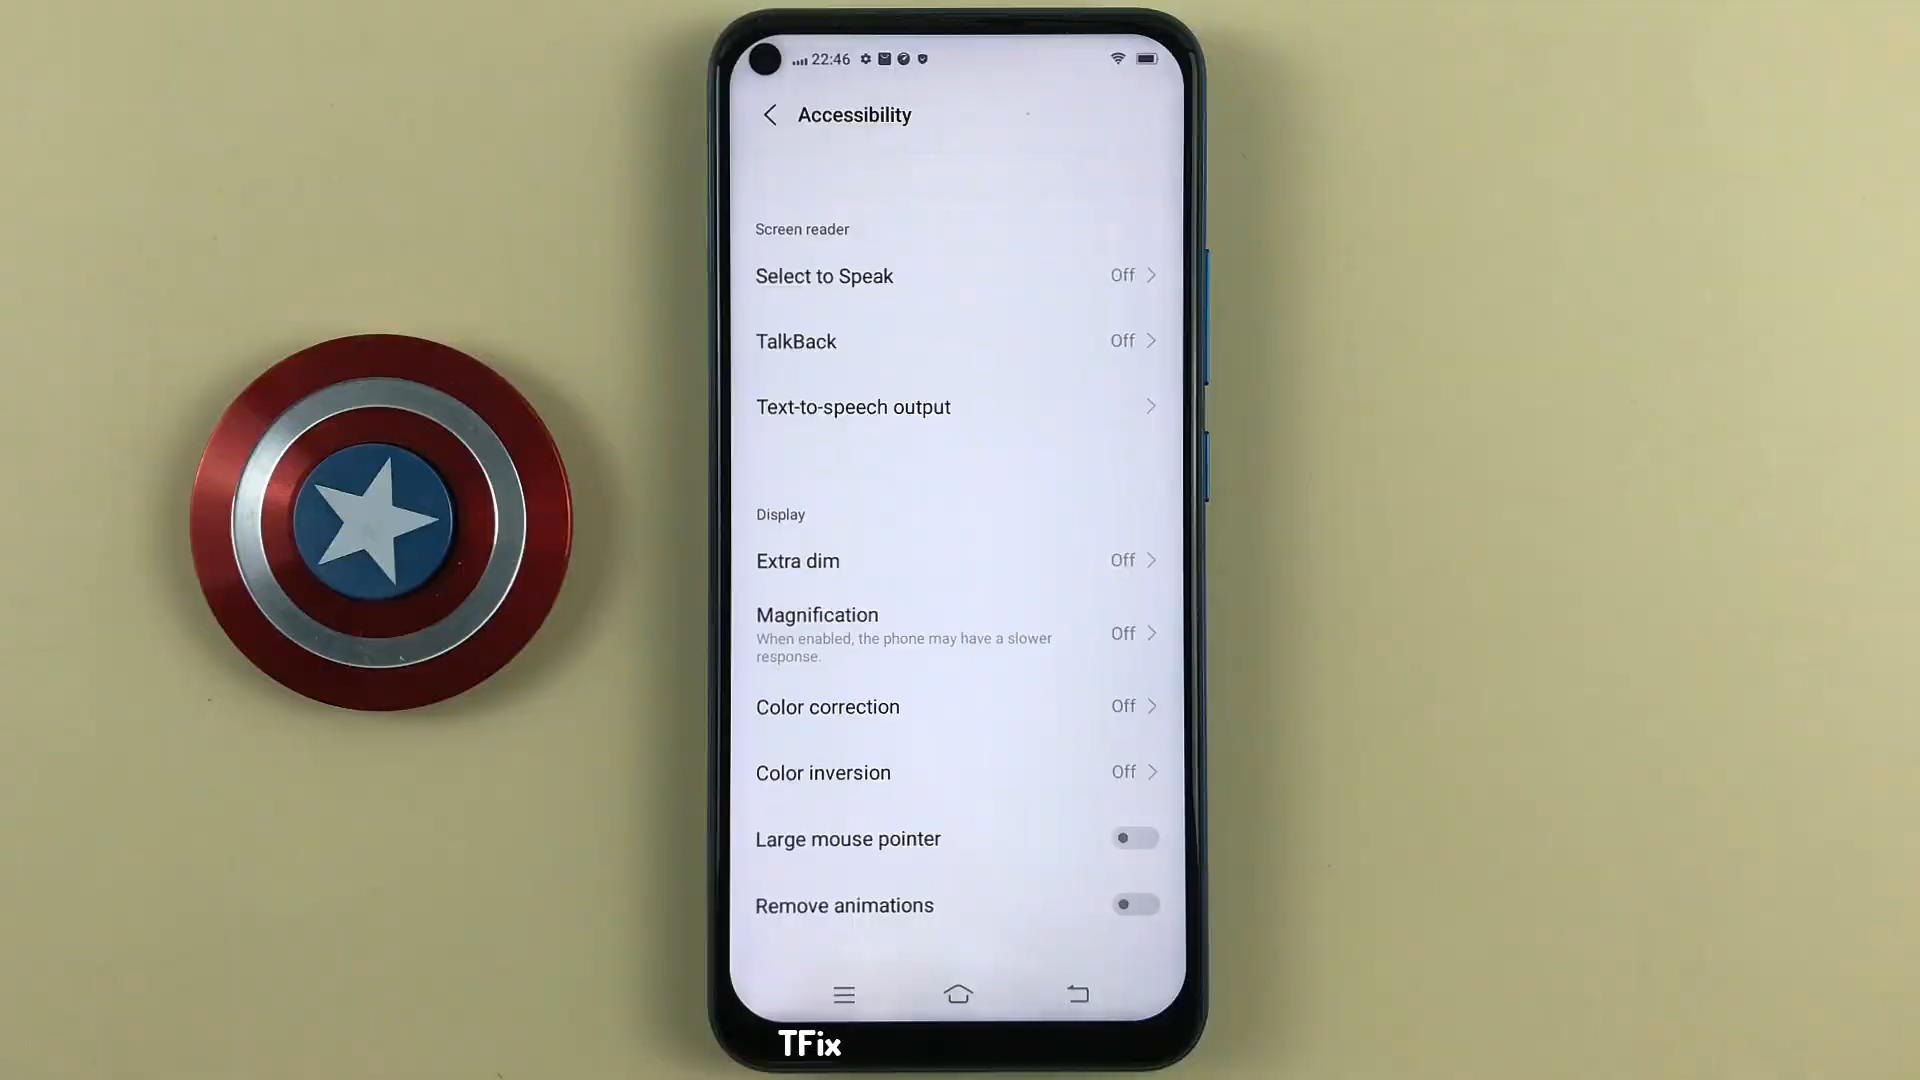 22:46
Accessibility
Screen reader
Select to Speak Off
TalkBack Off
Text-to-speech output
Display
Extra dim Off
Magnification Off
When enabled, the phone may have a slower
response.
Color correction Off
Color inversion Off
Large mouse pointer
Remove animations
TFix